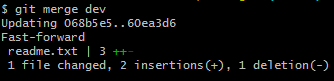 $ git merge dev
Updating 068b5e5..60ea3d6
Fast-forward
 readme.txt | 3 ++-
 1 file changed, 2 insertions(+), 1 deletion(-)